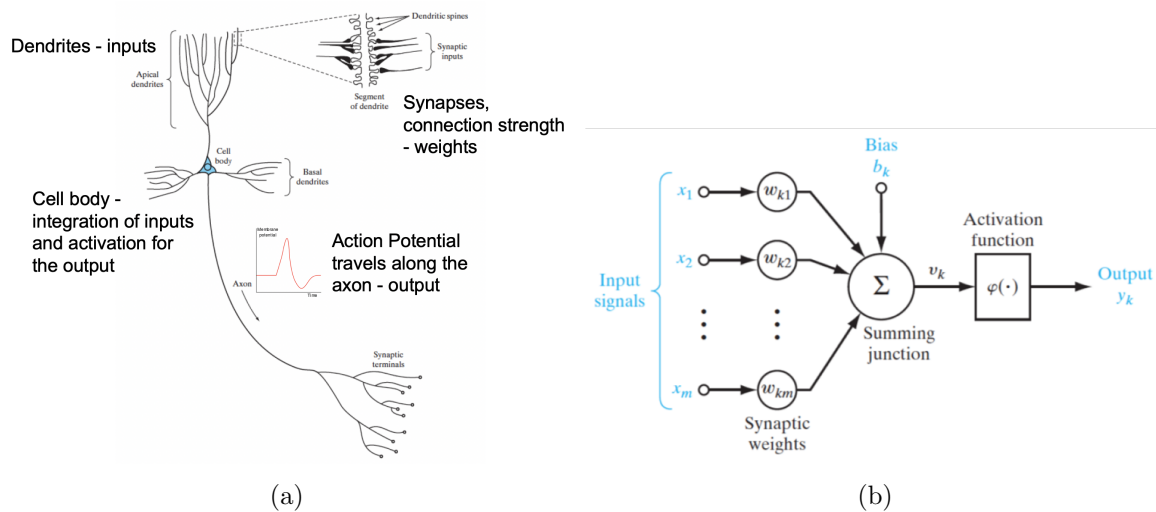 Dendritic spines
Dendrites - inputs
Synaptic
inputs
Apical
dendrites
Segment
of dendrite
Synapses,
connection strength
- weights
Cell
body
Basal
dendrites
Cell body -
integration of inputs
and activation for
the output
Membrane
potential
Time
Action Potential
travels along the
axon - output
Axon
Synaptic
terminals
(a)
Bias
b_k
x_1
w_k1
Activation
function
x_2
w_k2
Input
signals
Σ
v_k
φ(·)
Output
y_k
Summing
junction
x_m
w_km
Synaptic
weights
(b)